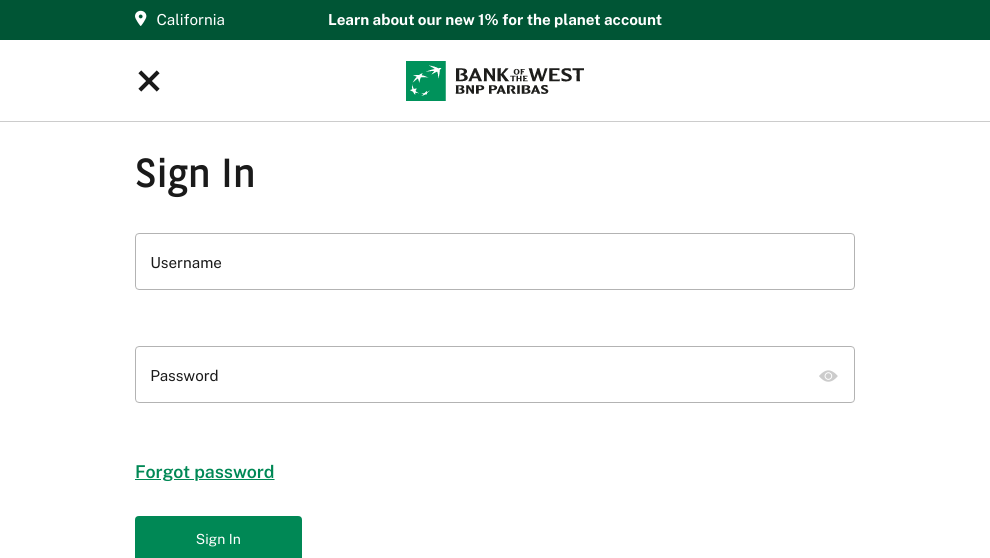 California
Learn about our new 1% for the planet account
BANK OF THE WEST
BNP PARIBAS
Sign In
Username
Password
Forgot password
Sign In